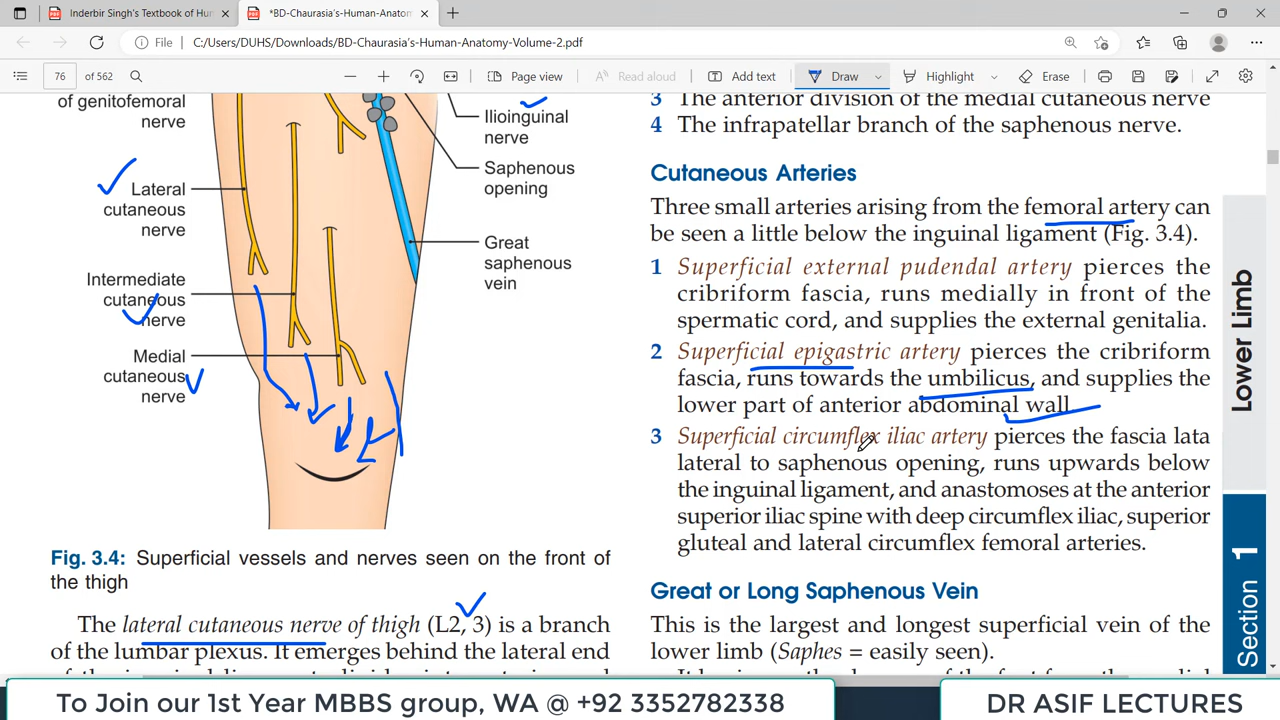 Inderbir Singh's Textbook of Hum
*BD-Chaurasia's-Human-Anatom
File
C:/Users/DUHS/Downloads/BD-Chaurasia's-Human-Anatomy-Volume-2.pdf
76 of 562
Page view
Read aloud
Add text
Draw
Highlight
Erase
of genitofemoral
nerve
Lateral
cutaneous
nerve
Intermediate
cutaneous
nerve
Medial
cutaneous
nerve
Ilioinguinal
nerve
Saphenous
opening
Great
saphenous
vein
Fig. 3.4: Superficial vessels and nerves seen on the front of
the thigh
The lateral cutaneous nerve of thigh (L2, 3) is a branch
of the lumbar plexus. It emerges behind the lateral end
3 The anterior division of the medial cutaneous nerve
4 The infrapatellar branch of the saphenous nerve.
Cutaneous Arteries
Three small arteries arising from the femoral artery can
be seen a little below the inguinal ligament (Fig. 3.4).
1 Superficial external pudendal artery pierces the
cribriform fascia, runs medially in front of the
spermatic cord, and supplies the external genitalia.
2 Superficial epigastric artery pierces the cribriform
fascia, runs towards the umbilicus, and supplies the
lower part of anterior abdominal wall.
3 Superficial circumflex iliac artery pierces the fascia lata
lateral to saphenous opening, runs upwards below
the inguinal ligament, and anastomoses at the anterior
superior iliac spine with deep circumflex iliac, superior
gluteal and lateral circumflex femoral arteries.
Great or Long Saphenous Vein
This is the largest and longest superficial vein of the
lower limb (Saphes = easily seen).
Lower Limb
Section 1
To Join our 1st Year MBBS group, WA @ +92 3352782338
DR ASIF LECTURES